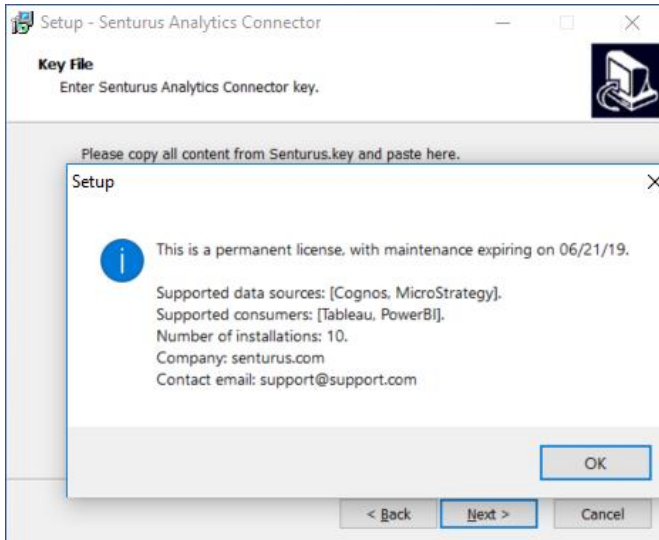 Setup - Senturus Analytics Connector
Key File
Enter Senturus Analytics Connector key.
Please copy all content from Senturus.key and paste here.
Setup
This is a permanent license, with maintenance expiring on 06/21/19.
Supported data sources: [Cognos, MicroStrategy].
Supported consumers: [Tableau, PowerBI].
Number of installations: 10.
Company: senturus.com
Contact email: support@support.com
OK
< Back Next > Cancel